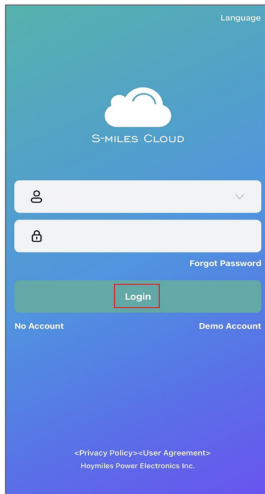 Language
S-MILES CLOUD
Forgot Password
Login
No Account Demo Account
<Privacy Policy><User Agreement>
Hoymiles Power Electronics Inc.